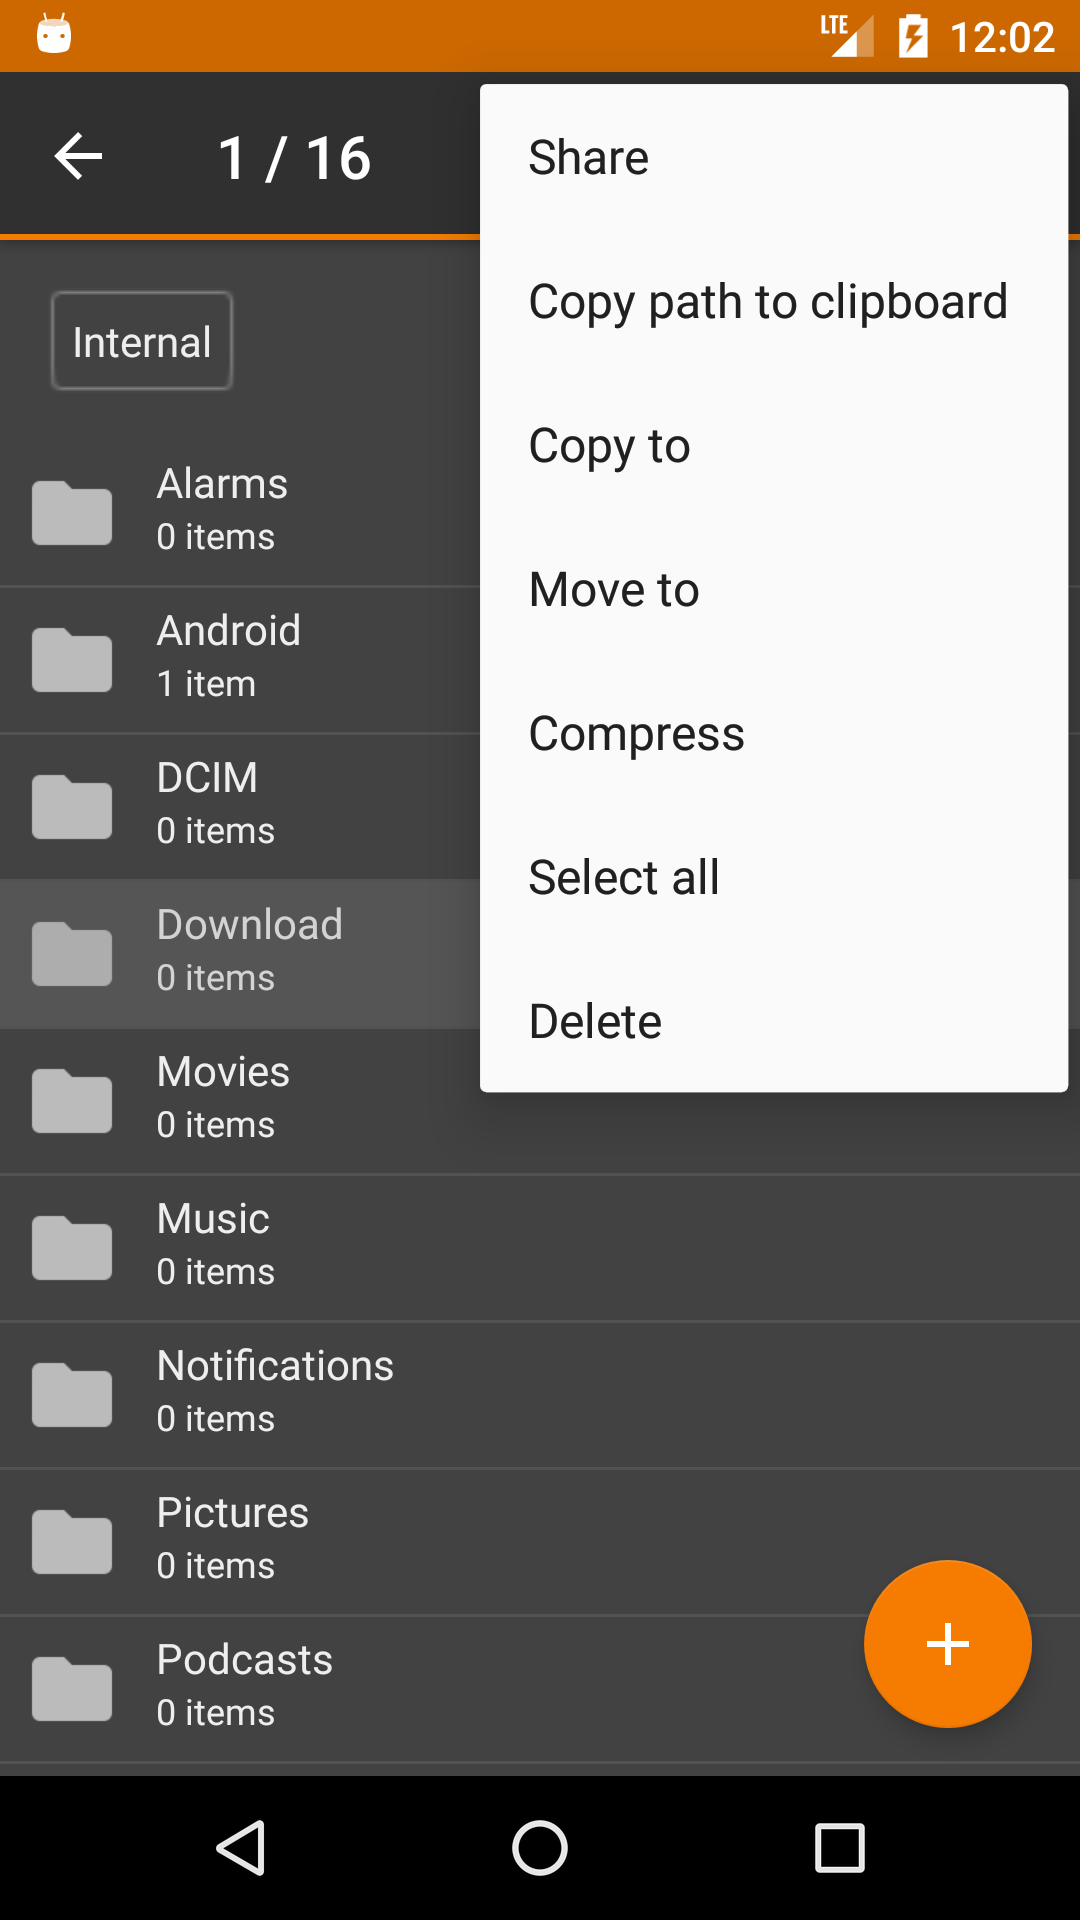 LTE 12:02
1 / 16
Share
Copy path to clipboard
Copy to
Move to
Compress
Select all
Delete
Internal
Alarms
0 items
Android
1 item
DCIM
0 items
Download
0 items
Movies
0 items
Music
0 items
Notifications
0 items
Pictures
0 items
Podcasts
0 items